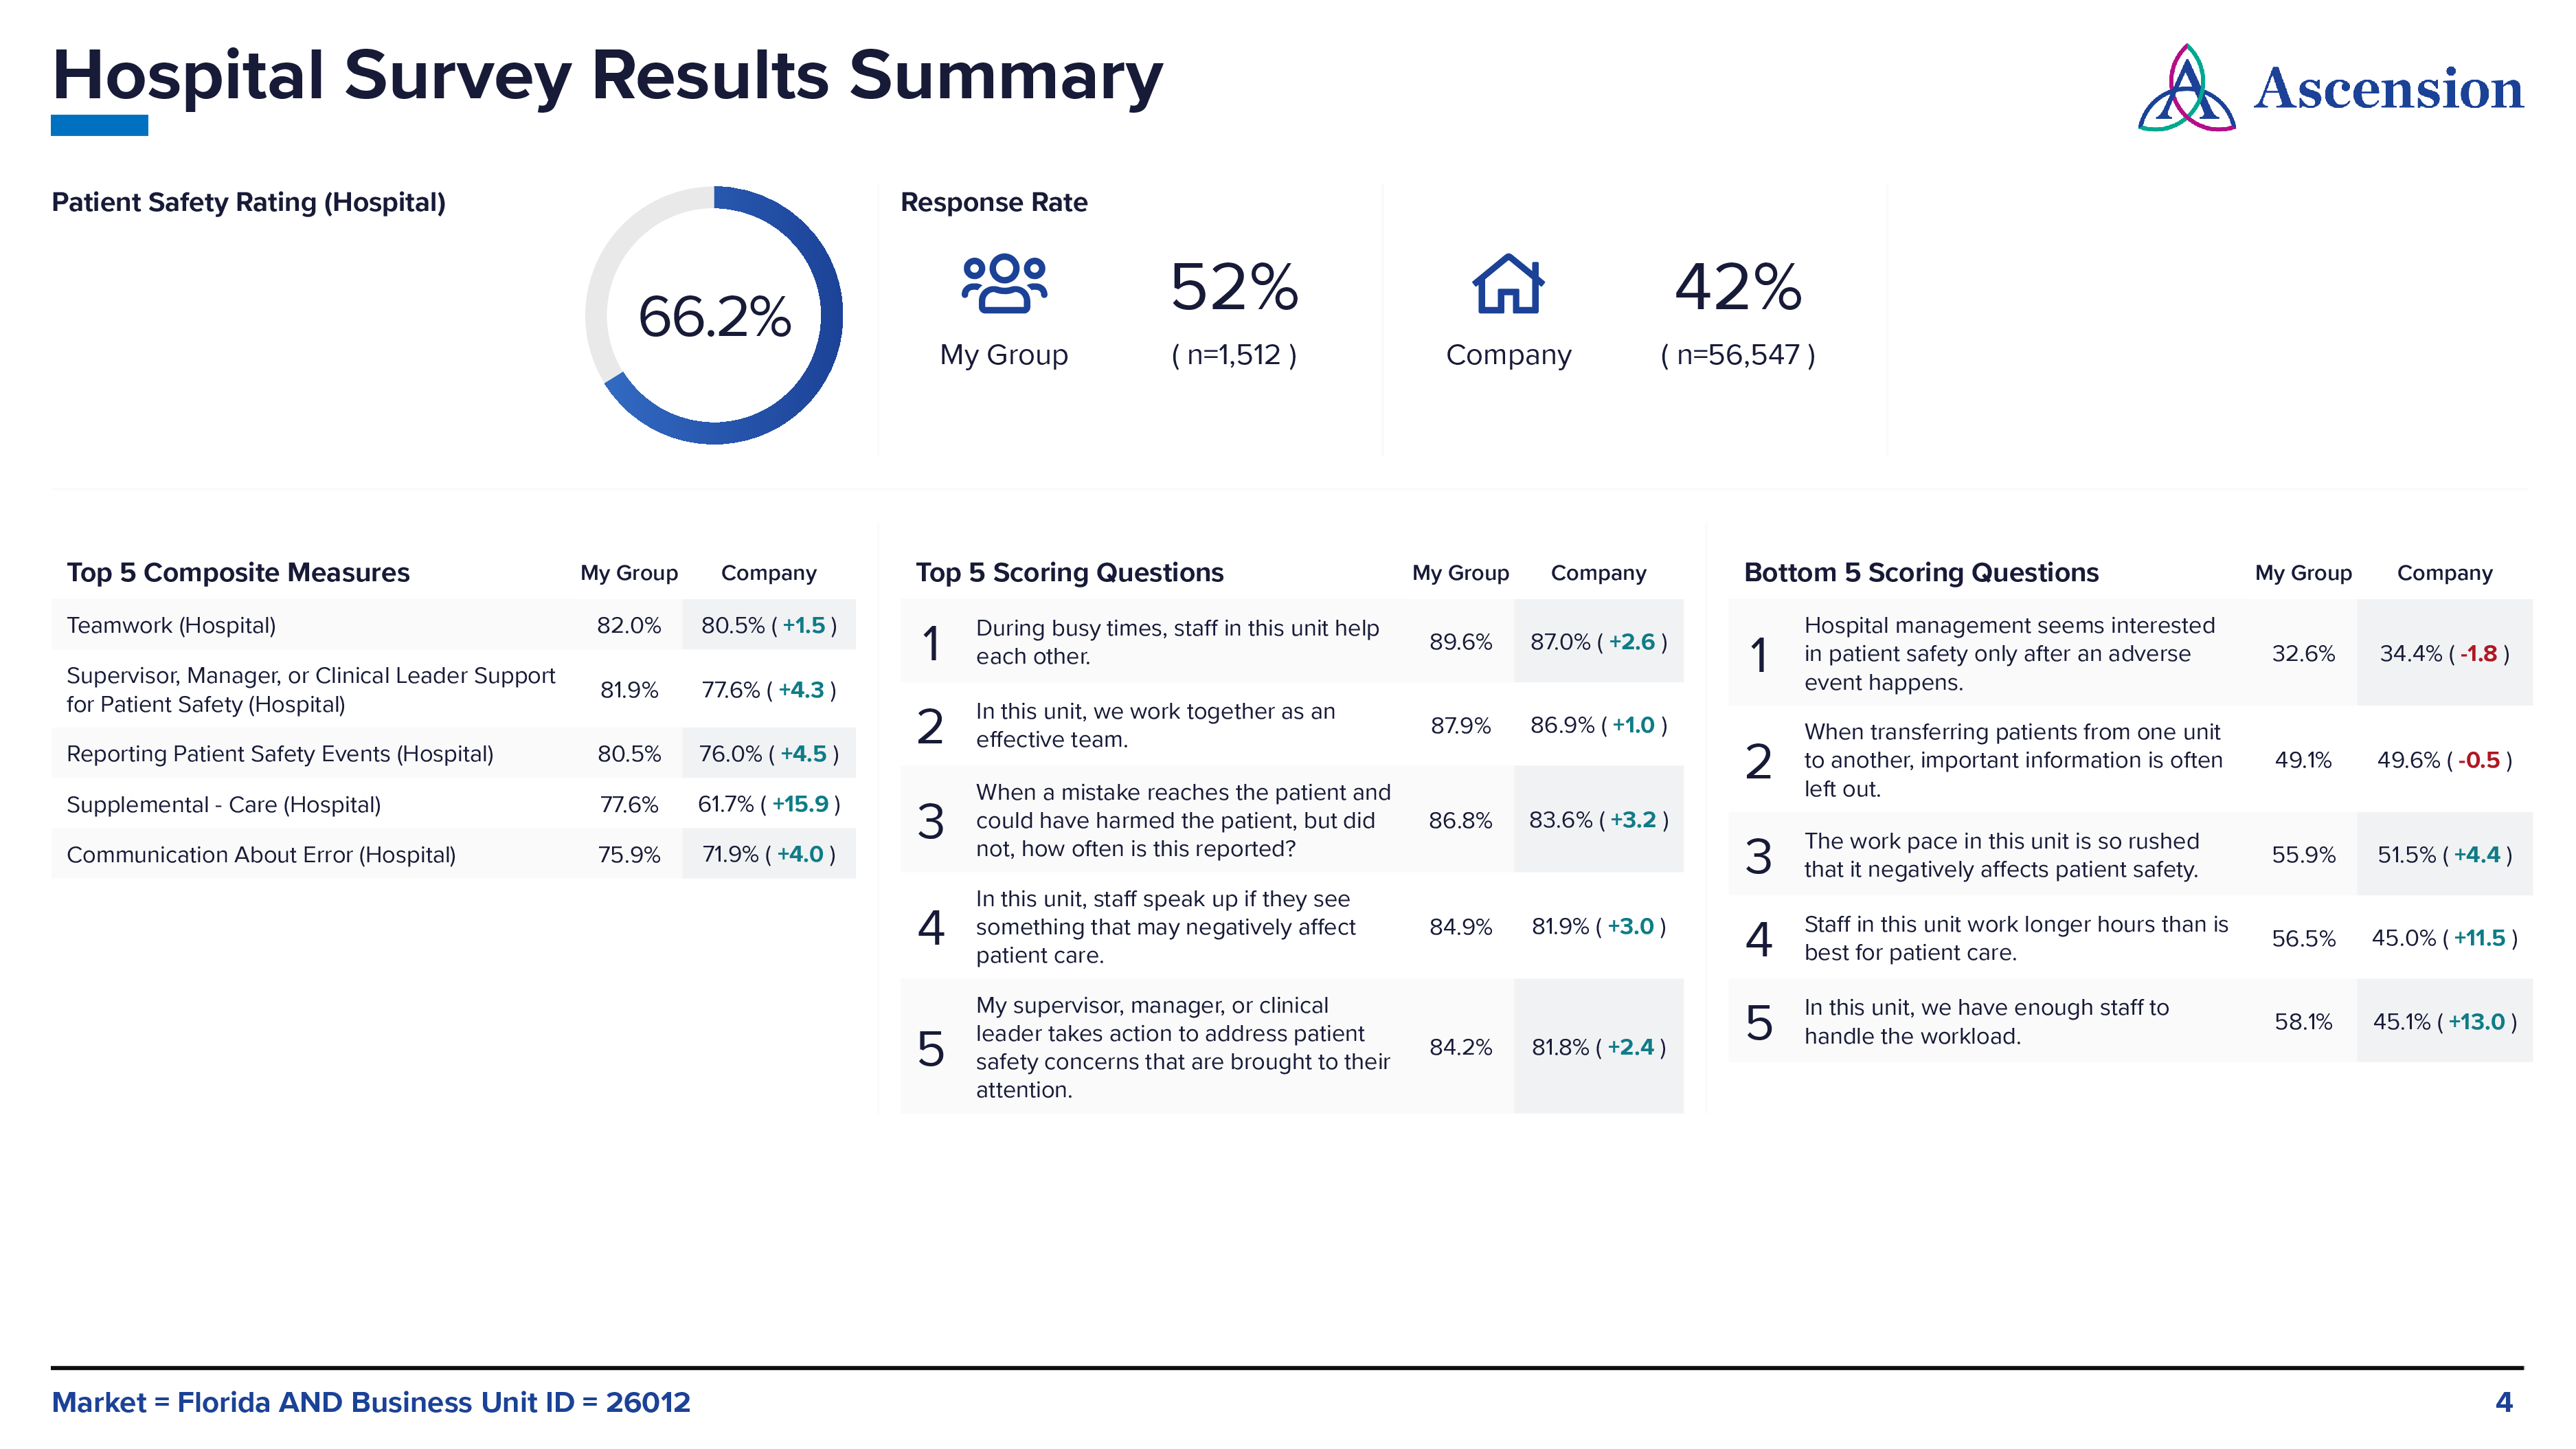 Hospital Survey Results Summary
Ascension
Patient Safety Rating (Hospital)
66.2%
Response Rate
My Group
52%
( n=1,512 )
Company
42%
( n=56,547 )
Top 5 Composite Measures My Group Company
Teamwork (Hospital) 82.0% 80.5% ( +1.5 )
Supervisor, Manager, or Clinical Leader Support
for Patient Safety (Hospital) 81.9% 77.6% ( +4.3 )
Reporting Patient Safety Events (Hospital) 80.5% 76.0% ( +4.5 )
Supplemental - Care (Hospital) 77.6% 61.7% ( +15.9 )
Communication About Error (Hospital) 75.9% 71.9% ( +4.0 )
Top 5 Scoring Questions My Group Company
1 During busy times, staff in this unit help
each other. 89.6% 87.0% ( +2.6 )
2 In this unit, we work together as an
effective team. 87.9% 86.9% ( +1.0 )
3 When a mistake reaches the patient and
could have harmed the patient, but did
not, how often is this reported? 86.8% 83.6% ( +3.2 )
4 In this unit, staff speak up if they see
something that may negatively affect
patient care. 84.9% 81.9% ( +3.0 )
5 My supervisor, manager, or clinical
leader takes action to address patient
safety concerns that are brought to their
attention. 84.2% 81.8% ( +2.4 )
Bottom 5 Scoring Questions My Group Company
1 Hospital management seems interested
in patient safety only after an adverse
event happens. 32.6% 34.4% ( -1.8 )
2 When transferring patients from one unit
to another, important information is often
left out. 49.1% 49.6% ( -0.5 )
3 The work pace in this unit is so rushed
that it negatively affects patient safety. 55.9% 51.5% ( +4.4 )
4 Staff in this unit work longer hours than is
best for patient care. 56.5% 45.0% ( +11.5 )
5 In this unit, we have enough staff to
handle the workload. 58.1% 45.1% ( +13.0 )
Market = Florida AND Business Unit ID = 26012
4